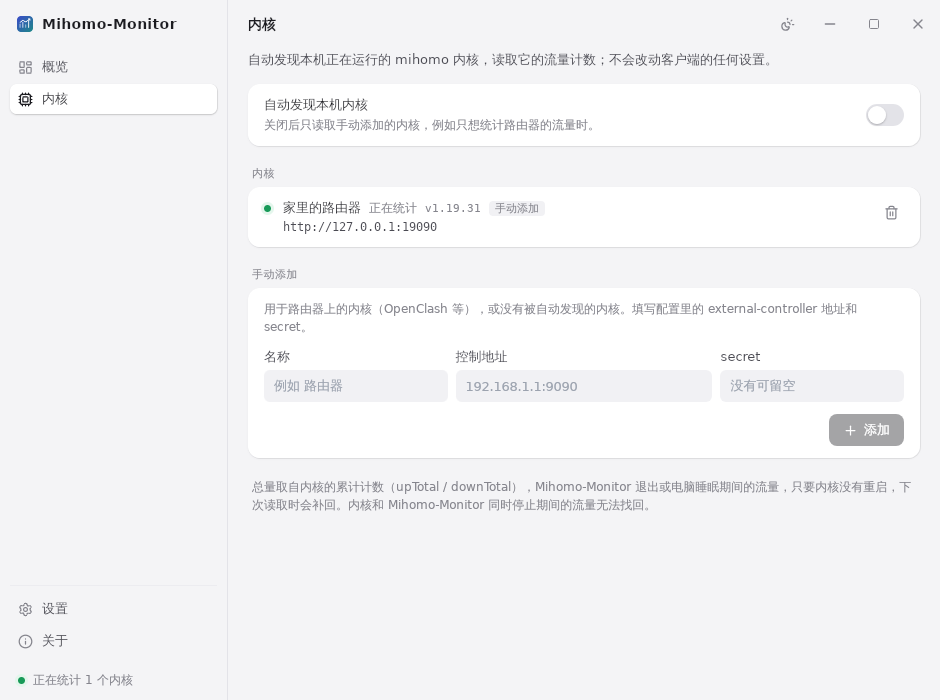 Mihomo-Monitor
概览
内核
设置
关于
正在统计 1 个内核
内核
自动发现本机正在运行的 mihomo 内核，读取它的流量计数；不会改动客户端的任何设置。
自动发现本机内核
关闭后只读取手动添加的内核，例如只想统计路由器的流量时。
内核
家里的路由器 正在统计 v1.19.31 手动添加
http://127.0.0.1:19090
手动添加
用于路由器上的内核（OpenClash 等），或没有被自动发现的内核。填写配置里的 external-controller 地址和
secret。
名称 控制地址 secret
例如 路由器 192.168.1.1:9090 没有可留空
添加
总量取自内核的累计计数（upTotal / downTotal），Mihomo-Monitor 退出或电脑睡眠期间的流量，只要内核没有重启，下
次读取时会补回。内核和 Mihomo-Monitor 同时停止期间的流量无法找回。